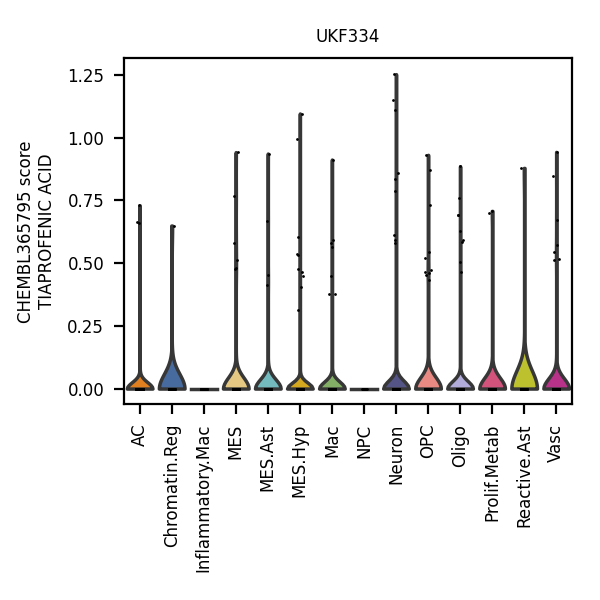 UKF334
CHEMBL365795 score
TIAPROFENIC ACID
1.25
1.00
0.75
0.50
0.25
0.00
AC
Chromatin.Reg
Inflammatory.Mac
MES
MES.Ast
MES.Hyp
Mac
NPC
Neuron
OPC
Oligo
Prolif.Metab
Reactive.Ast
Vasc